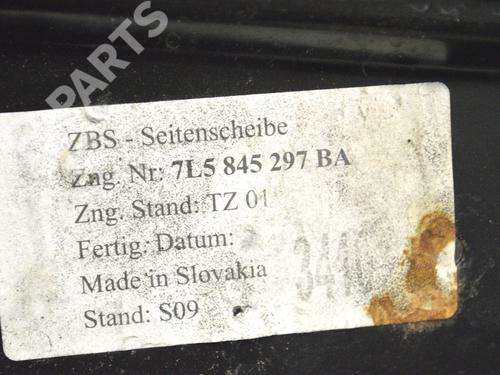 PARTS
ZBS - Seitenscheibe
Zng. Nr: 7L5 845 297 BA
Zng. Stand: TZ 01
Fertig: Datum:
Made in Slovakia
Stand: S09